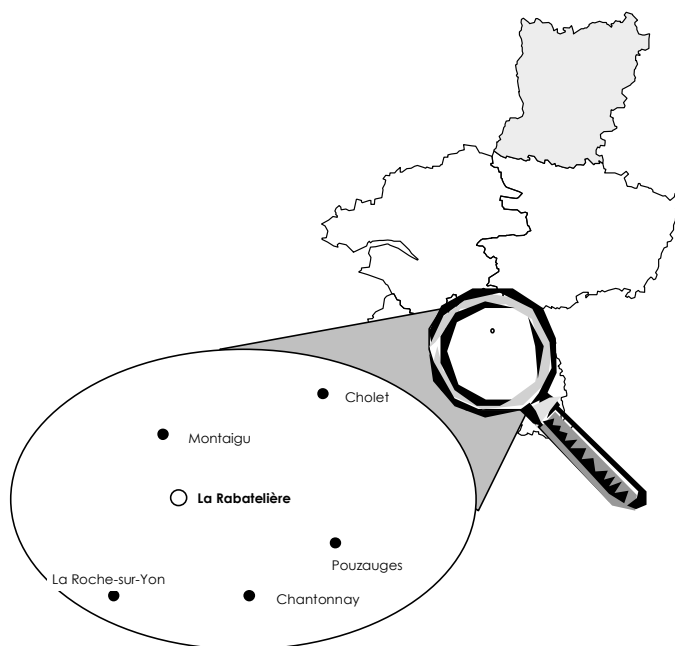 Cholet
Montaigu
La Rabatelière
Pouzauges
La Roche-sur-Yon
Chantonnay